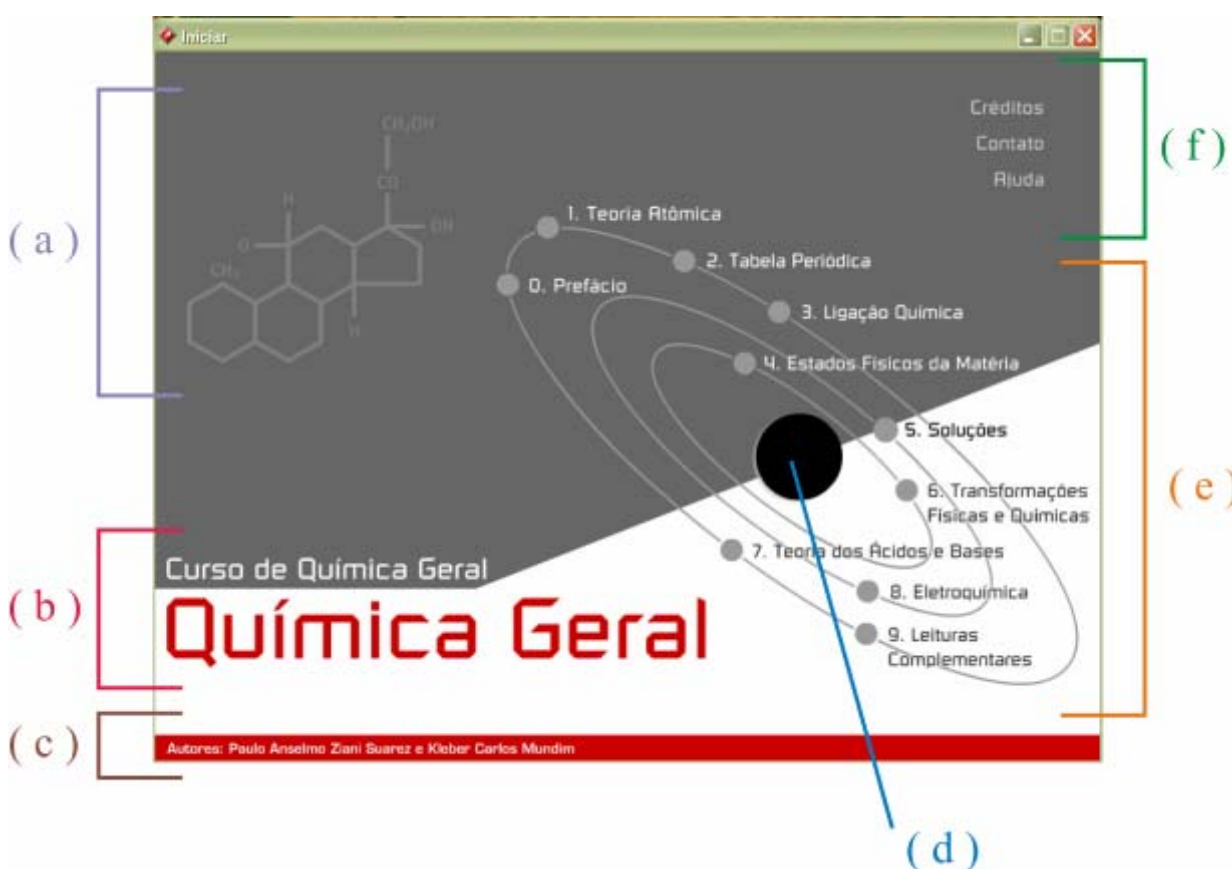 Iniciar
Créditos
Contato
Ajuda
( f )
( a )
CH₂OH
CO
H
OH
O
CH₃
H
1. Teoria Atômica
2. Tabela Periódica
0. Prefácio
3. Ligação Química
4. Estados Físicos da Matéria
5. Soluções
6. Transformações
Físicas e Químicas
( e )
7. Teoria dos Ácidos e Bases
8. Eletroquímica
9. Leituras
Complementares
( b )
Curso de Química Geral
Química Geral
( c )
Autores: Paulo Anselmo Ziani Suarez e Kleber Carlos Mundim
( d )